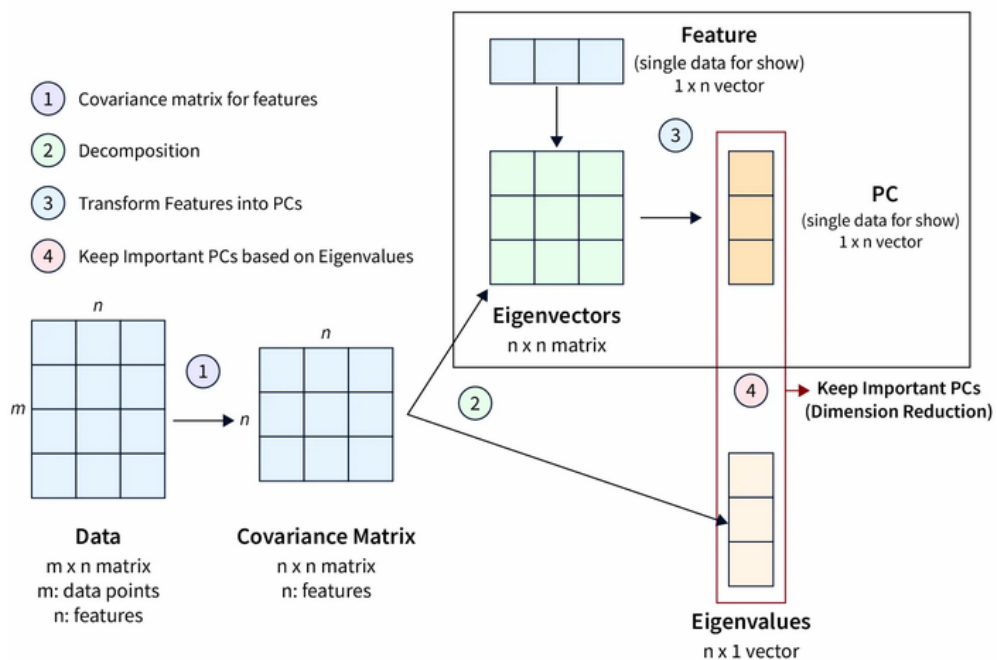 Feature
(single data for show)
1 x n vector
1
Covariance matrix for features
2
Decomposition
3
Transform Features into PCs
4
Keep Important PCs based on Eigenvalues
3
PC
(single data for show)
1 x n vector
Eigenvectors
n x n matrix
n
m
1
n
n
2
4
Keep Important PCs
(Dimension Reduction)
Data
m x n matrix
m: data points
n: features
Covariance Matrix
n x n matrix
n: features
Eigenvalues
n x 1 vector